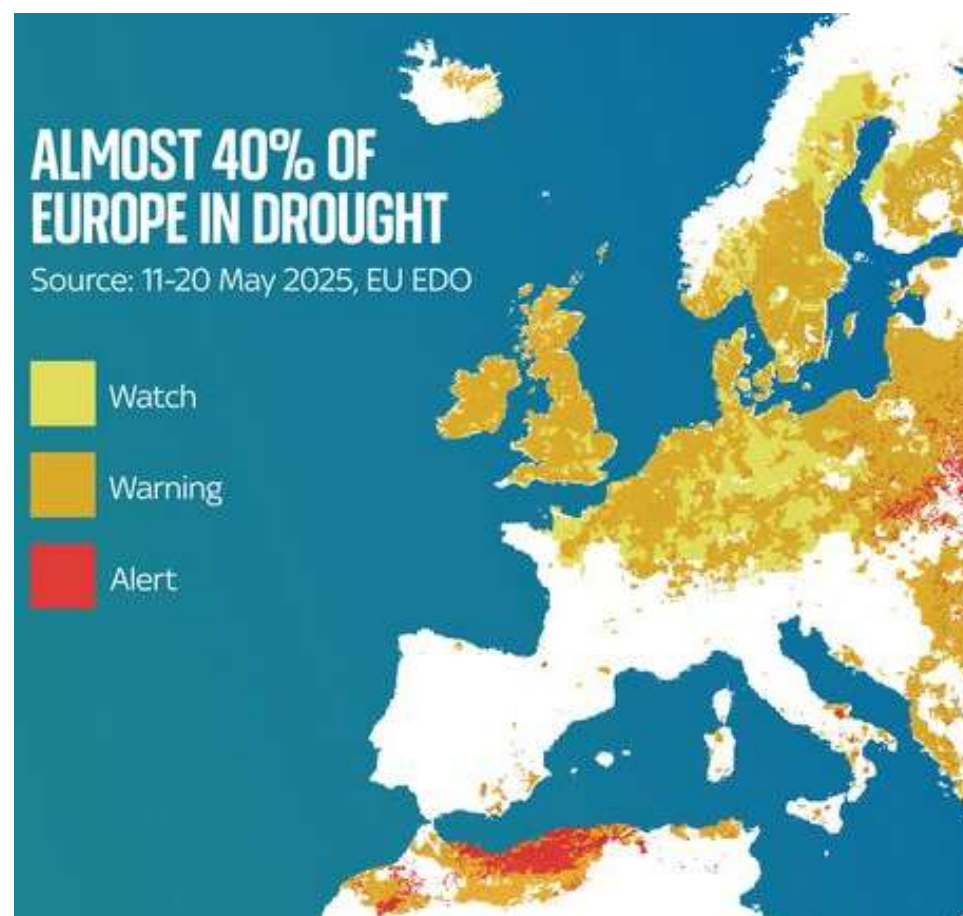 ALMOST 40% OF
EUROPE IN DROUGHT
Source: 11-20 May 2025, EU EDO
Watch
Warning
Alert